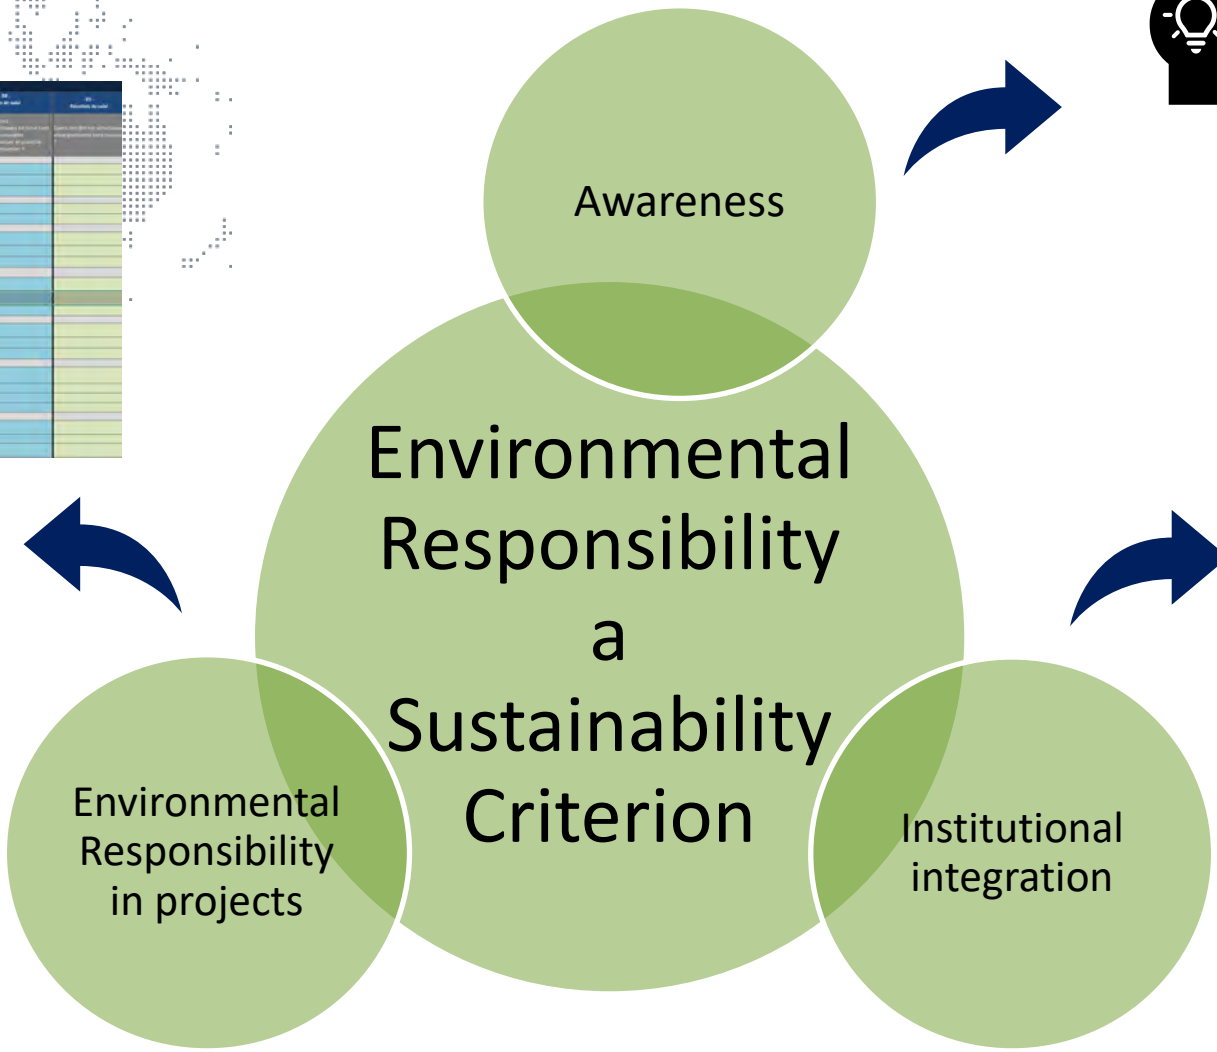 Awareness
Environmental
Responsibility
a
Sustainability
Criterion
Environmental
Responsibility
in projects
Institutional
integration